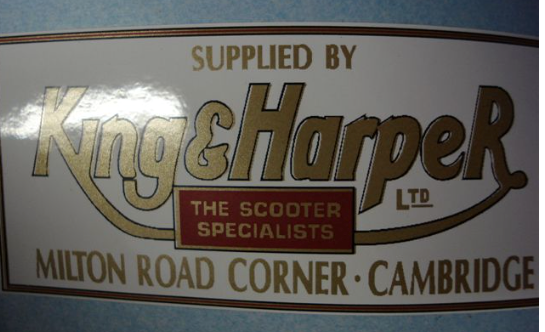 SUPPLIED BY
King & HarpeR
LTD
THE SCOOTER
SPECIALISTS
MILTON ROAD CORNER · CAMBRIDGE